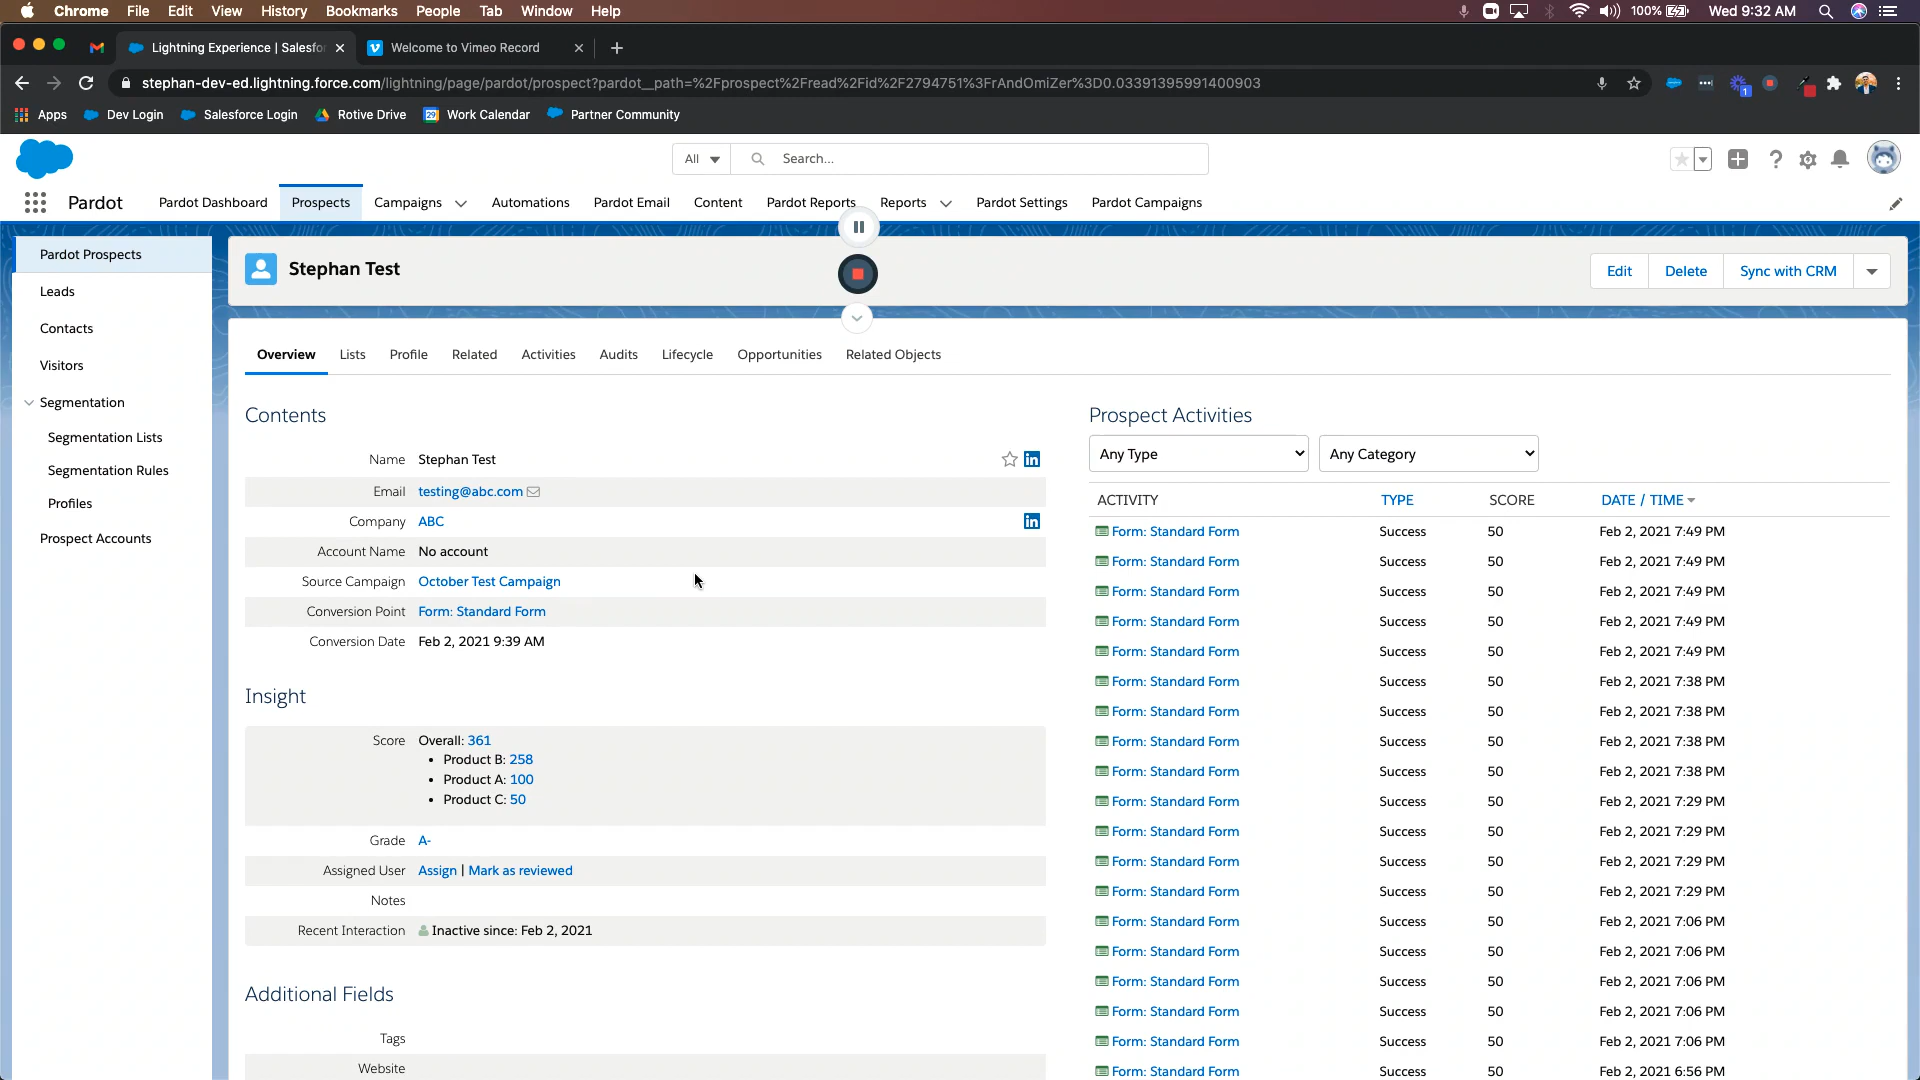 Chrome File Edit View History Bookmarks People Tab Window Help 100% Wed 9:32 AM
Lightning Experience | Salesfo Welcome to Vimeo Record
stephan-dev-ed.lightning.force.com/lightning/page/pardot/prospect?pardot__path=%2Fprospect%2Fread%2Fid%2F2794751%3FrAndOmiZer%3D0.03391395991400903
1
Apps Dev Login Salesforce Login Rotive Drive 29 Work Calendar Partner Community
All Search...
Pardot Pardot Dashboard Prospects Campaigns Automations Pardot Email Content Pardot Reports Reports Pardot Settings Pardot Campaigns
Pardot Prospects
Leads
Contacts
Visitors
Segmentation
Segmentation Lists
Segmentation Rules
Profiles
Prospect Accounts
Stephan Test
Edit Delete Sync with CRM
Overview Lists Profile Related Activities Audits Lifecycle Opportunities Related Objects
Contents
Name Stephan Test
Email testing@abc.com
Company ABC
Account Name No account
Source Campaign October Test Campaign
Conversion Point Form: Standard Form
Conversion Date Feb 2, 2021 9:39 AM
Insight
Score Overall: 361
• Product B: 258
• Product A: 100
• Product C: 50
Grade A-
Assigned User Assign | Mark as reviewed
Notes
Recent Interaction Inactive since: Feb 2, 2021
Additional Fields
Tags
Website
Prospect Activities
Any Type Any Category
ACTIVITY TYPE SCORE DATE / TIME
Form: Standard Form Success 50 Feb 2, 2021 7:49 PM
Form: Standard Form Success 50 Feb 2, 2021 7:49 PM
Form: Standard Form Success 50 Feb 2, 2021 7:49 PM
Form: Standard Form Success 50 Feb 2, 2021 7:49 PM
Form: Standard Form Success 50 Feb 2, 2021 7:49 PM
Form: Standard Form Success 50 Feb 2, 2021 7:38 PM
Form: Standard Form Success 50 Feb 2, 2021 7:38 PM
Form: Standard Form Success 50 Feb 2, 2021 7:38 PM
Form: Standard Form Success 50 Feb 2, 2021 7:38 PM
Form: Standard Form Success 50 Feb 2, 2021 7:29 PM
Form: Standard Form Success 50 Feb 2, 2021 7:29 PM
Form: Standard Form Success 50 Feb 2, 2021 7:29 PM
Form: Standard Form Success 50 Feb 2, 2021 7:29 PM
Form: Standard Form Success 50 Feb 2, 2021 7:06 PM
Form: Standard Form Success 50 Feb 2, 2021 7:06 PM
Form: Standard Form Success 50 Feb 2, 2021 7:06 PM
Form: Standard Form Success 50 Feb 2, 2021 7:06 PM
Form: Standard Form Success 50 Feb 2, 2021 7:06 PM
Form: Standard Form Success 50 Feb 2, 2021 6:56 PM